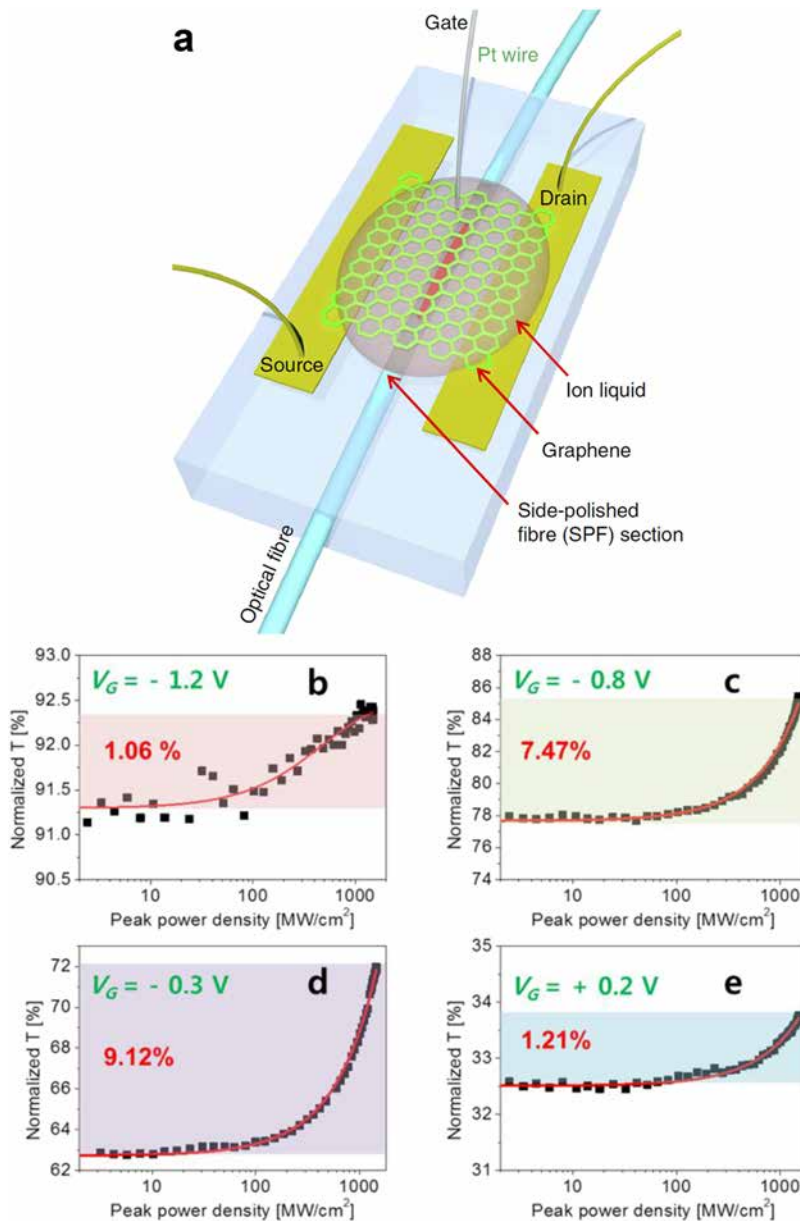 a
Gate
Pt wire
Drain
Source
Ion liquid
Graphene
Side-polished
fibre (SPF) section
Optical fibre
b
V_G = - 1.2 V
1.06 %
Normalized T [%]
93.0
92.5
92.0
91.5
91.0
90.5
10
100
1000
Peak power density [MW/cm²]
c
V_G = - 0.8 V
7.47%
Normalized T [%]
88
86
84
82
80
78
76
74
10
100
1000
Peak power density [MW/cm²]
d
V_G = - 0.3 V
9.12%
Normalized T [%]
72
70
68
66
64
62
10
100
1000
Peak power density [MW/cm²]
e
V_G = + 0.2 V
1.21%
Normalized T [%]
35
34
33
32
31
10
100
1000
Peak power density [MW/cm²]